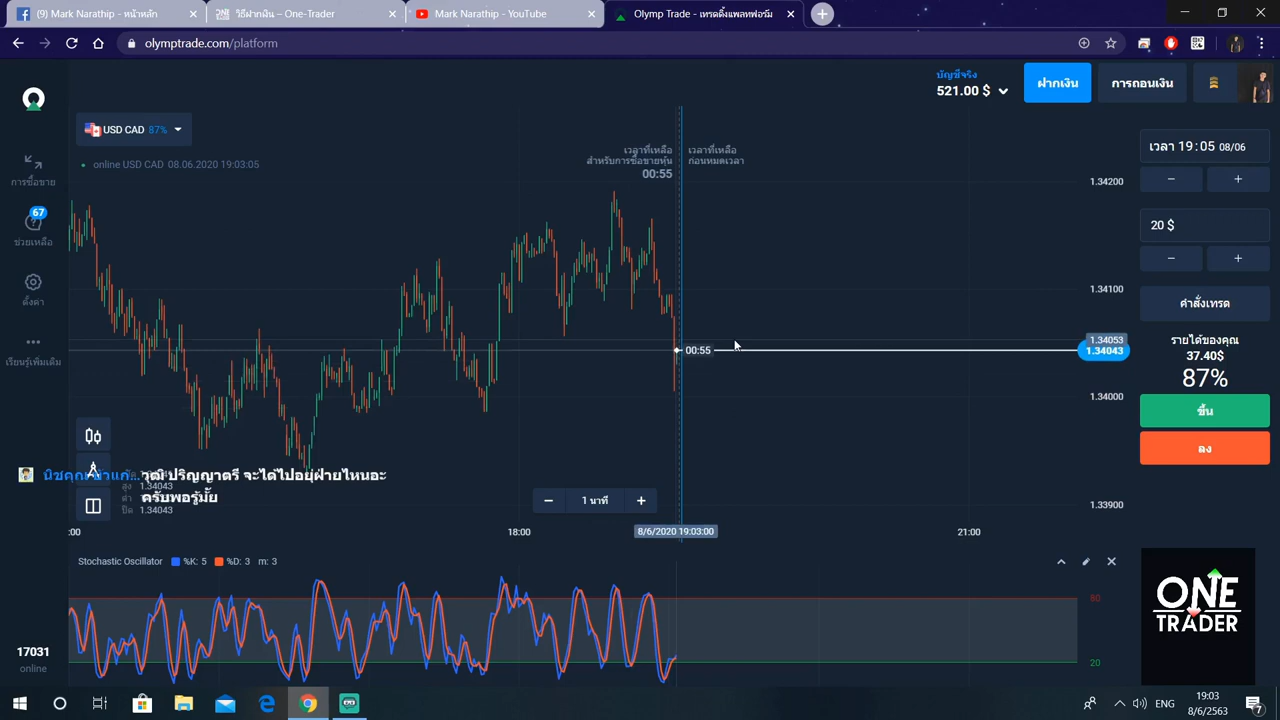 (9) Mark Narathip - หน้าหลัก
วิธีฝากเงิน – One-Trader
Mark Narathip - YouTube
Olymp Trade - เทรดดิ้งแพลทฟอร์ม
olymptrade.com/platform
บัญชีจริง
521.00 $
ฝากเงิน
การถอนเงิน
USD CAD 87%
online USD CAD 08.06.2020 19:03:05
การซื้อขาย
67
ช่วยเหลือ
ตั้งค่า
เรียนรู้เพิ่มเติม
เวลาที่เหลือ
สำหรับการซื้อขายหุ้น
00:55
เวลาที่เหลือ
ก่อนหมดเวลา
1.34200
1.34100
1.34053
1.34043
1.34000
1.33900
00:55
เวลา 19:05 08/06
− +
20 $
− +
คำสั่งเทรด
รายได้ของคุณ
37.40$
87%
ขึ้น
ลง
วุฒิ ปริญญาตรี จะได้ไปอยู่ฝ่ายไหนอะ
ครับพอรู้มั้ย
สูง 1.34043
ต่ำ 1.34043
ปิด 1.34043
− 1 นาที +
:00
18:00
8/6/2020 19:03:00
21:00
Stochastic Oscillator %K: 5 %D: 3 m: 3
80
20
ONE
TRADER
17031
online
ENG
19:03
8/6/2563
7